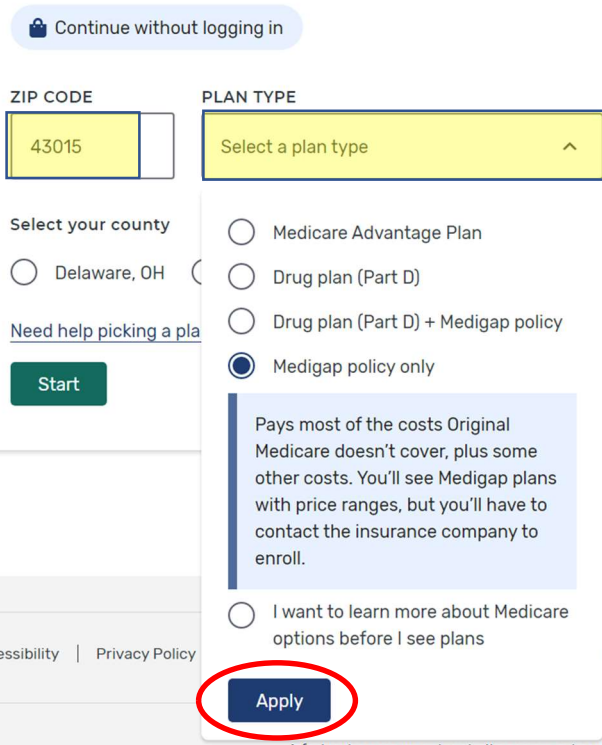 Continue without logging in
ZIP CODE
PLAN TYPE
43015
Select a plan type
Select your county
Delaware, OH
Need help picking a pla
Start
Medicare Advantage Plan
Drug plan (Part D)
Drug plan (Part D) + Medigap policy
Medigap policy only
Pays most of the costs Original
Medicare doesn't cover, plus some
other costs. You'll see Medigap plans
with price ranges, but you'll have to
contact the insurance company to
enroll.
I want to learn more about Medicare
options before I see plans
Apply
essibility | Privacy Policy